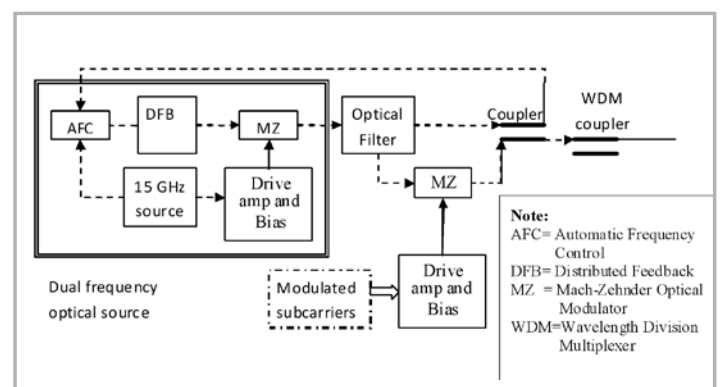 AFC
DFB
MZ
Optical
Filter
Coupler
WDM
coupler
15 GHz
source
Drive
amp and
Bias
MZ
Dual frequency
optical source
Modulated
subcarriers
Drive
amp and
Bias
Note:
AFC= Automatic Frequency
Control
DFB= Distributed Feedback
MZ = Mach-Zehnder Optical
Modulator
WDM=Wavelength Division
Multiplexer